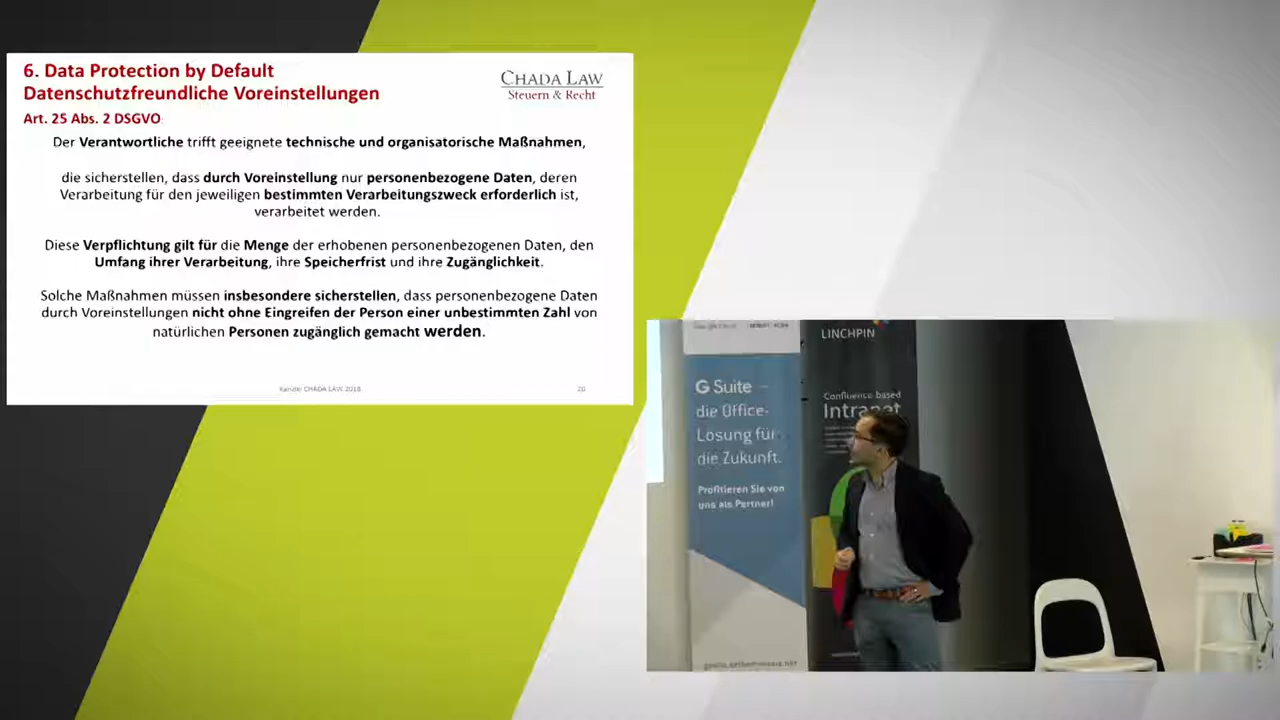 6. Data Protection by Default
Datenschutzfreundliche Voreinstellungen
CHADA LAW
Steuern & Recht
Art. 25 Abs. 2 DSGVO
Der Verantwortliche trifft geeignete technische und organisatorische Maßnahmen,
die sicherstellen, dass durch Voreinstellung nur personenbezogene Daten, deren
Verarbeitung für den jeweiligen bestimmten Verarbeitungszweck erforderlich ist,
verarbeitet werden.
Diese Verpflichtung gilt für die Menge der erhobenen personenbezogenen Daten, den
Umfang ihrer Verarbeitung, ihre Speicherfrist und ihre Zugänglichkeit.
Solche Maßnahmen müssen insbesondere sicherstellen, dass personenbezogene Daten
durch Voreinstellungen nicht ohne Eingreifen der Person einer unbestimmten Zahl von
natürlichen Personen zugänglich gemacht werden.
Kanzlei CHADA LAW 2018
20
G Suite
die Office-
Lösung für
die Zukunft.
Profitieren Sie von
uns als Partner!
LINCHPIN
Confluence-based
Intranet